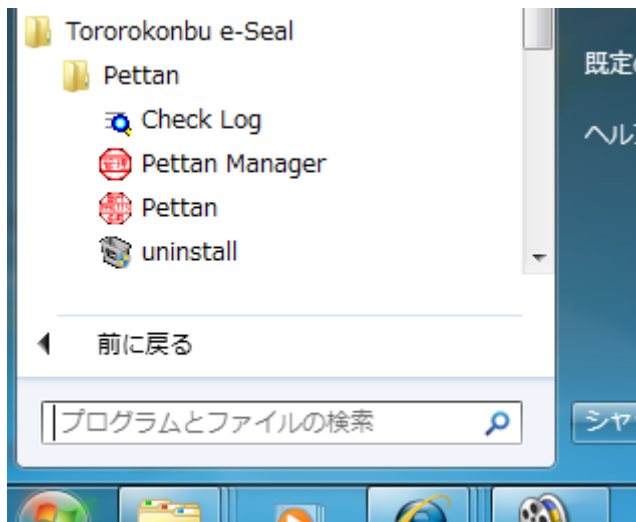 Tororokonbu e-Seal
Pettan
Check Log
Pettan Manager
Pettan
uninstall
前に戻る
プログラムとファイルの検索
既定の
ヘル
シャ